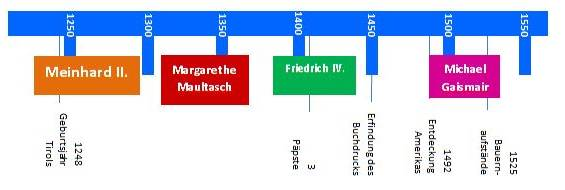 1250
1300
1350
1400
1450
1500
1550
Meinhard II.
Margarethe
Maultasch
Friedrich IV.
Michael
Gaismair
1248
Geburtsjahr
Tirols
3
Päpste
Erfindung des
Buchdrucks
1492
Entdeckung
Amerikas
1525
Bauern-
aufstände